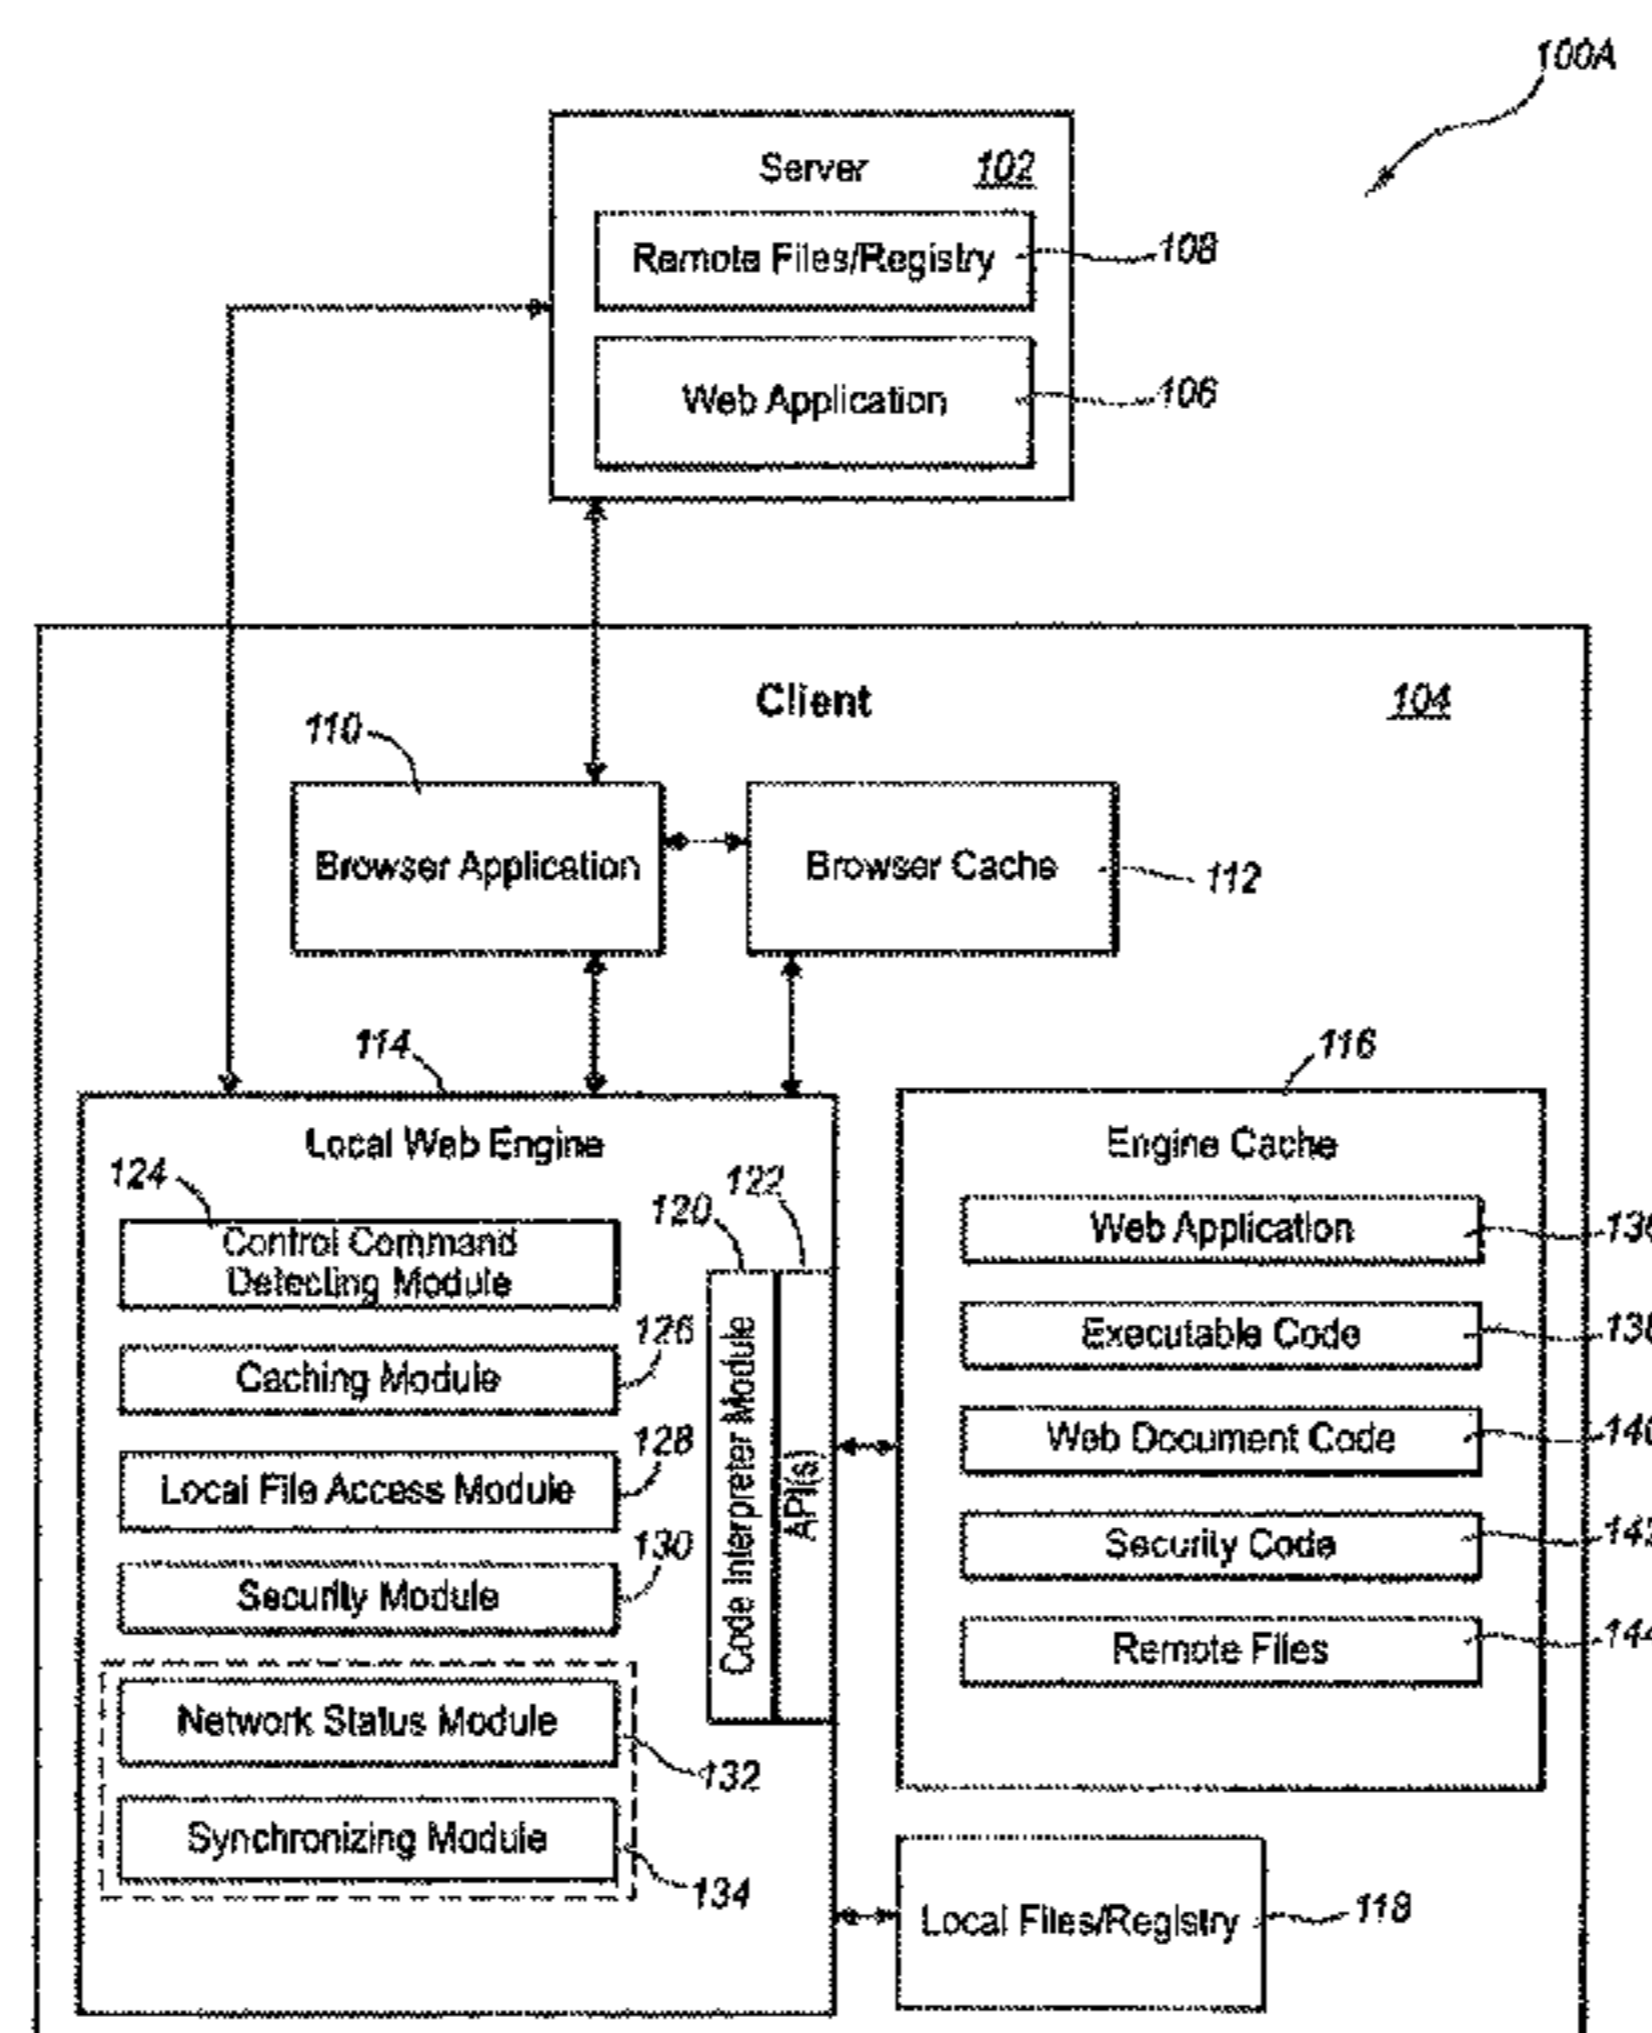 100A
Server 102
Remote Files/Registry 108
Web Application 106
Client 104
110
Browser Application
Browser Cache 112
114
Local Web Engine
124
Control Command
Detecting Module
122
120
Caching Module 126
Local File Access Module 128
Security Module 130
Network Status Module
132
Synchronizing Module
134
Code Interpreter Module
API(s)
116
Engine Cache
Web Application
Executable Code
Web Document Code
Security Code
Remote Files 144
Local Files/Registry 118